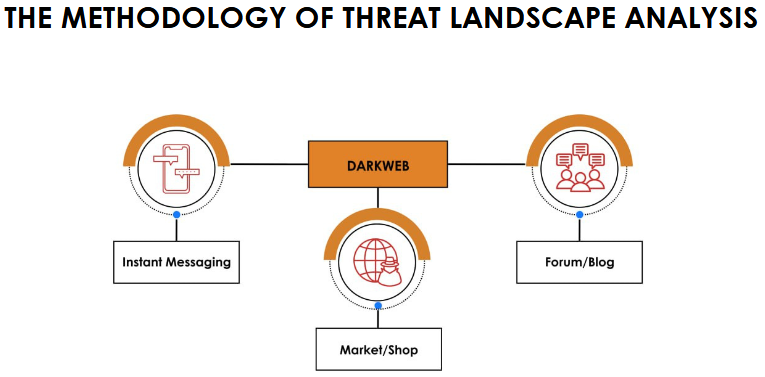 THE METHODOLOGY OF THREAT LANDSCAPE ANALYSIS
DARKWEB
Instant Messaging
Forum/Blog
Market/Shop